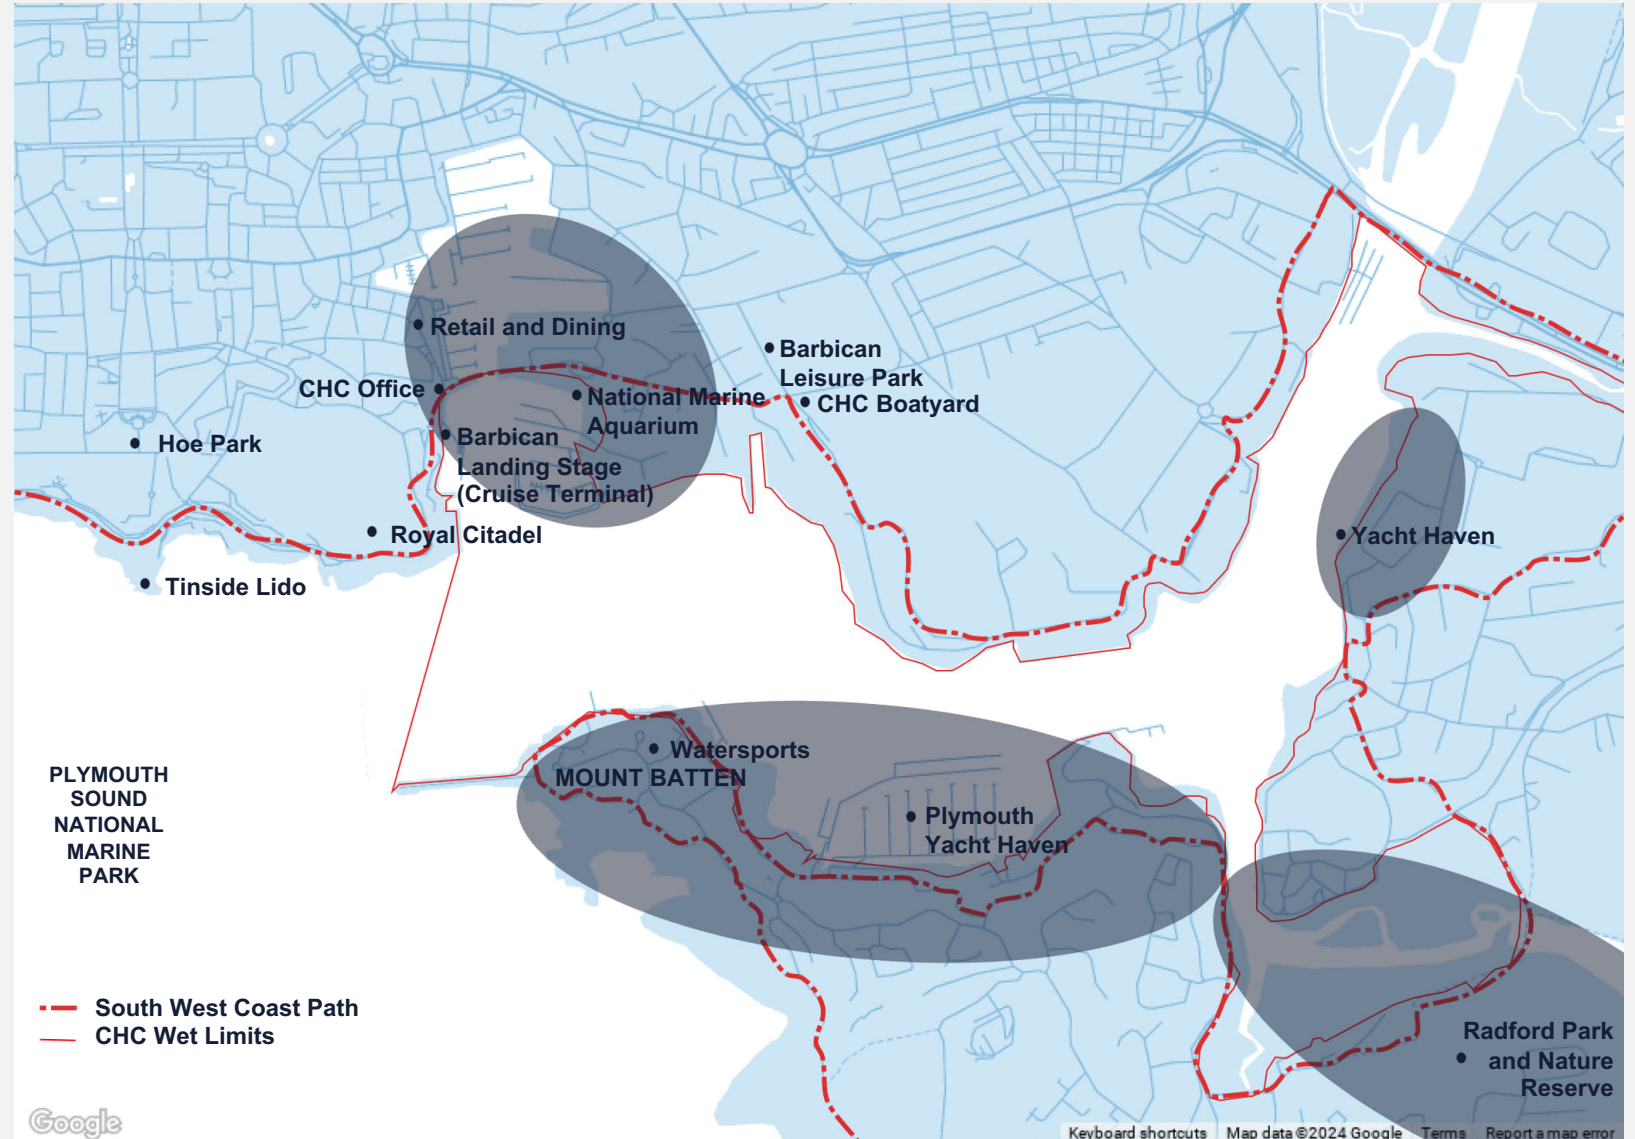 Retail and Dining
Barbican
Leisure Park
CHC Office
National Marine
Aquarium
CHC Boatyard
Hoe Park
Barbican
Landing Stage
(Cruise Terminal)
Royal Citadel
Yacht Haven
Tinside Lido
Watersports
MOUNT BATTEN
PLYMOUTH
SOUND
NATIONAL
MARINE
PARK
Plymouth
Yacht Haven
South West Coast Path
CHC Wet Limits
Radford Park
and Nature
Reserve
Google
Keyboard shortcuts
Map data ©2024 Google
Terms
Report a map error